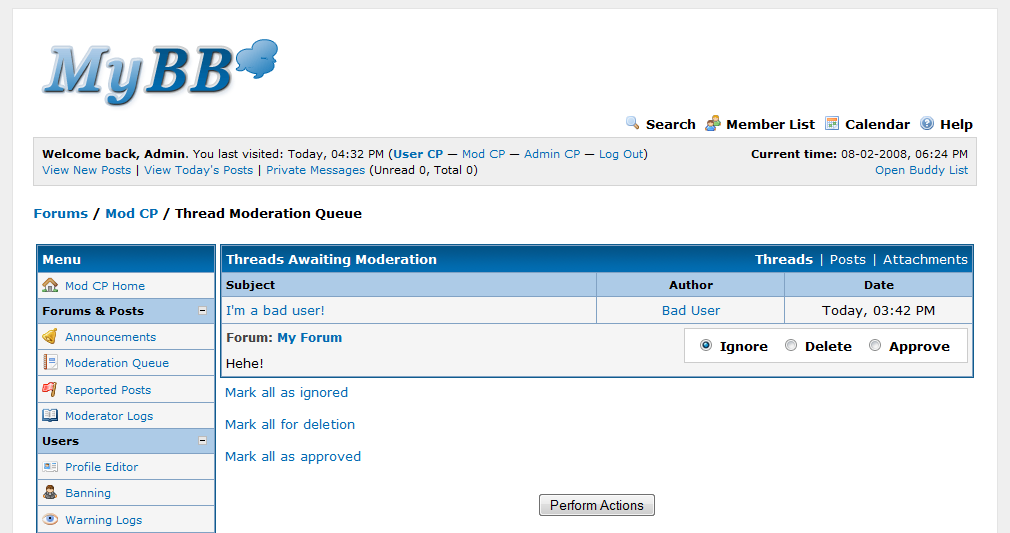 MyBB
Search Member List Calendar Help
Welcome back, Admin. You last visited: Today, 04:32 PM (User CP — Mod CP — Admin CP — Log Out)
Current time: 08-02-2008, 06:24 PM
View New Posts | View Today's Posts | Private Messages (Unread 0, Total 0)
Open Buddy List
Forums / Mod CP / Thread Moderation Queue
Menu
Mod CP Home
Forums & Posts
Announcements
Moderation Queue
Reported Posts
Moderator Logs
Users
Profile Editor
Banning
Warning Logs
Threads Awaiting Moderation
Threads | Posts | Attachments
Subject Author Date
I'm a bad user! Bad User Today, 03:42 PM
Forum: My Forum
Hehe!
Ignore Delete Approve
Mark all as ignored
Mark all for deletion
Mark all as approved
Perform Actions